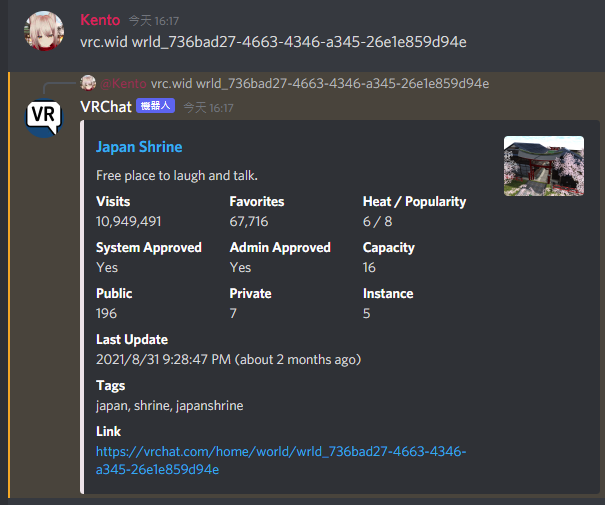 Kento 今天 16:17
vrc.wid wrld_736bad27-4663-4346-a345-26e1e859d94e
@Kento vrc.wid wrld_736bad27-4663-4346-a345-26e1e859d94e
VR
VRChat 機器人 今天 16:17
Japan Shrine
Free place to laugh and talk.
Visits Favorites Heat / Popularity
10,949,491 67,716 6 / 8
System Approved Admin Approved Capacity
Yes Yes 16
Public Private Instance
196 7 5
Last Update
2021/8/31 9:28:47 PM (about 2 months ago)
Tags
japan, shrine, japanshrine
Link
https://vrchat.com/home/world/wrld_736bad27-4663-4346-
a345-26e1e859d94e